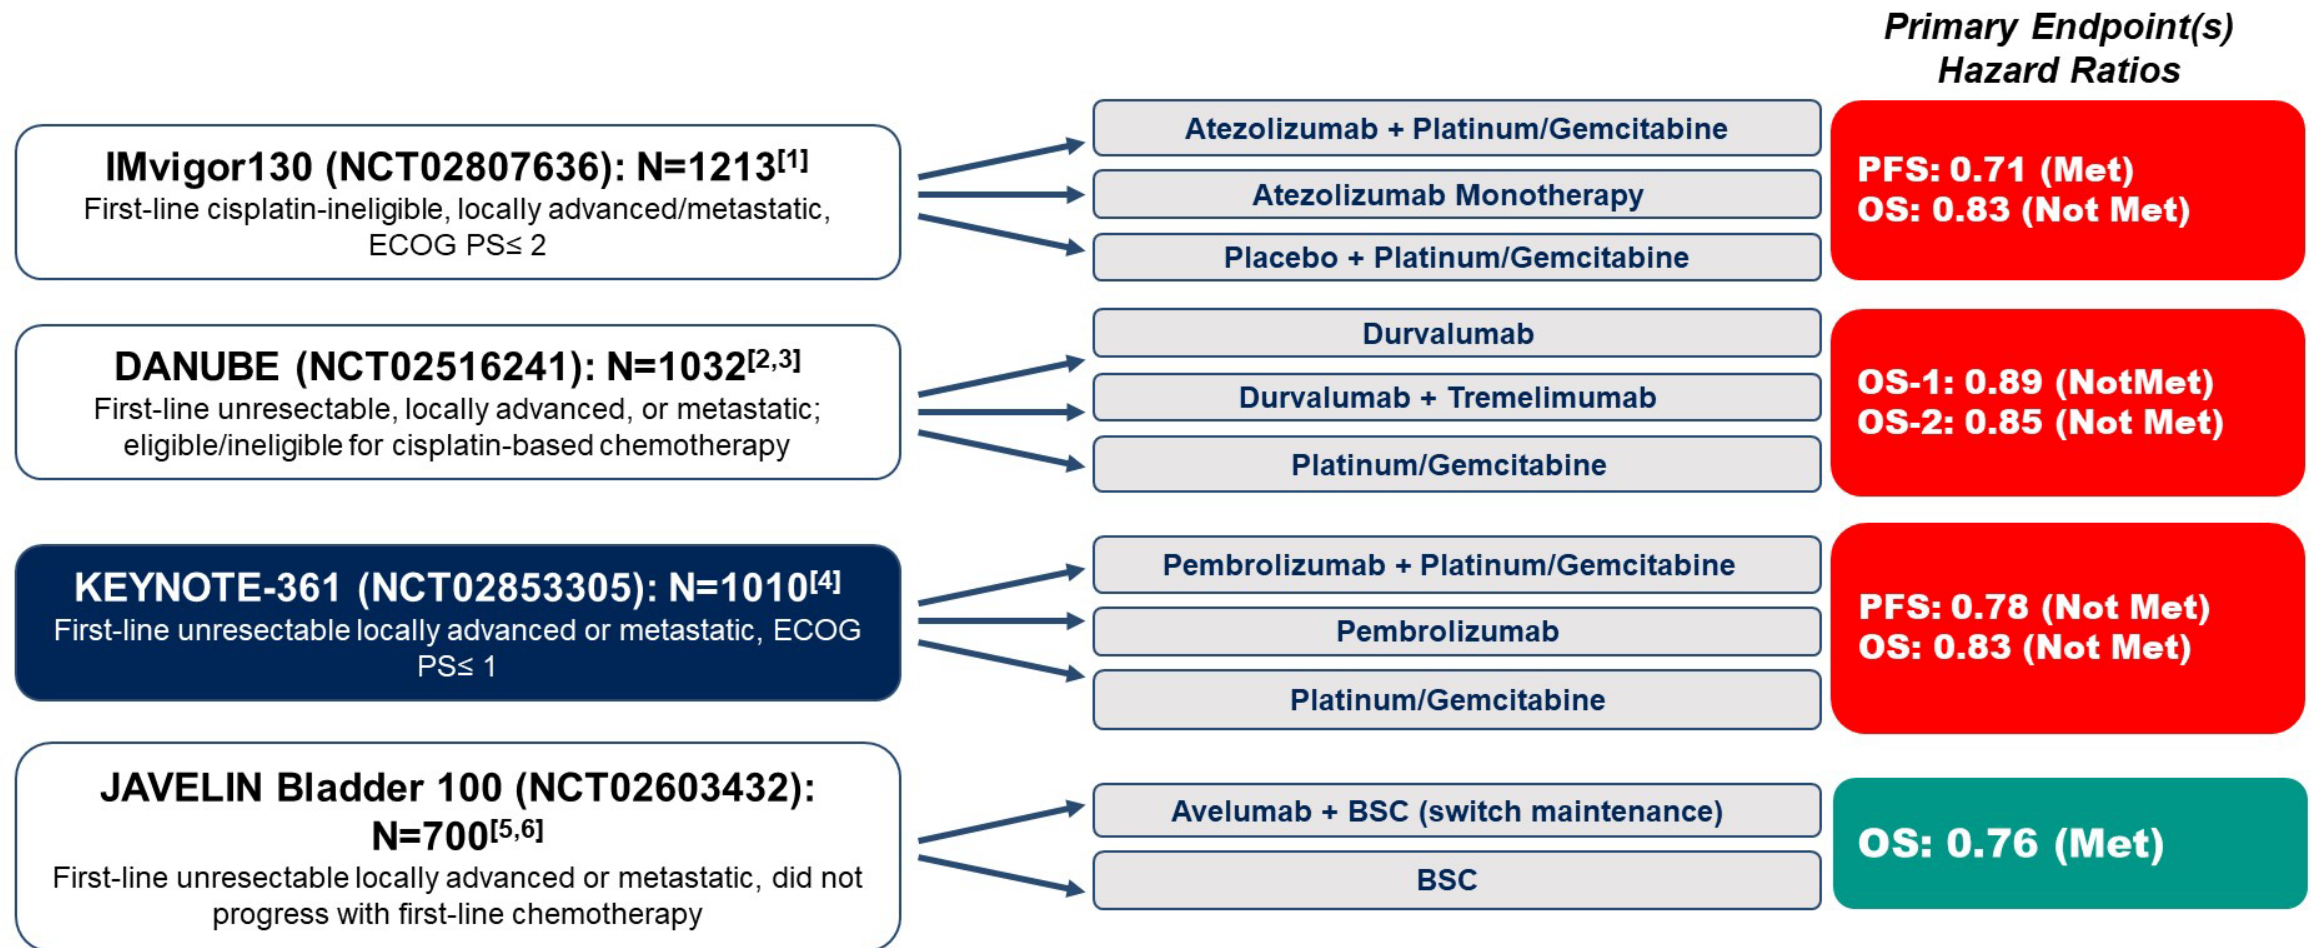 Primary Endpoint(s)
Hazard Ratios
IMvigor130 (NCT02807636): N=1213[1]
First-line cisplatin-ineligible, locally advanced/metastatic,
ECOG PS≤ 2
Atezolizumab + Platinum/Gemcitabine
Atezolizumab Monotherapy
Placebo + Platinum/Gemcitabine
PFS: 0.71 (Met)
OS: 0.83 (Not Met)
DANUBE (NCT02516241): N=1032[2,3]
First-line unresectable, locally advanced, or metastatic;
eligible/ineligible for cisplatin-based chemotherapy
Durvalumab
Durvalumab + Tremelimumab
Platinum/Gemcitabine
OS-1: 0.89 (NotMet)
OS-2: 0.85 (Not Met)
KEYNOTE-361 (NCT02853305): N=1010[4]
First-line unresectable locally advanced or metastatic, ECOG
PS≤ 1
Pembrolizumab + Platinum/Gemcitabine
Pembrolizumab
Platinum/Gemcitabine
PFS: 0.78 (Not Met)
OS: 0.83 (Not Met)
JAVELIN Bladder 100 (NCT02603432):
N=700[5,6]
First-line unresectable locally advanced or metastatic, did not
progress with first-line chemotherapy
Avelumab + BSC (switch maintenance)
BSC
OS: 0.76 (Met)